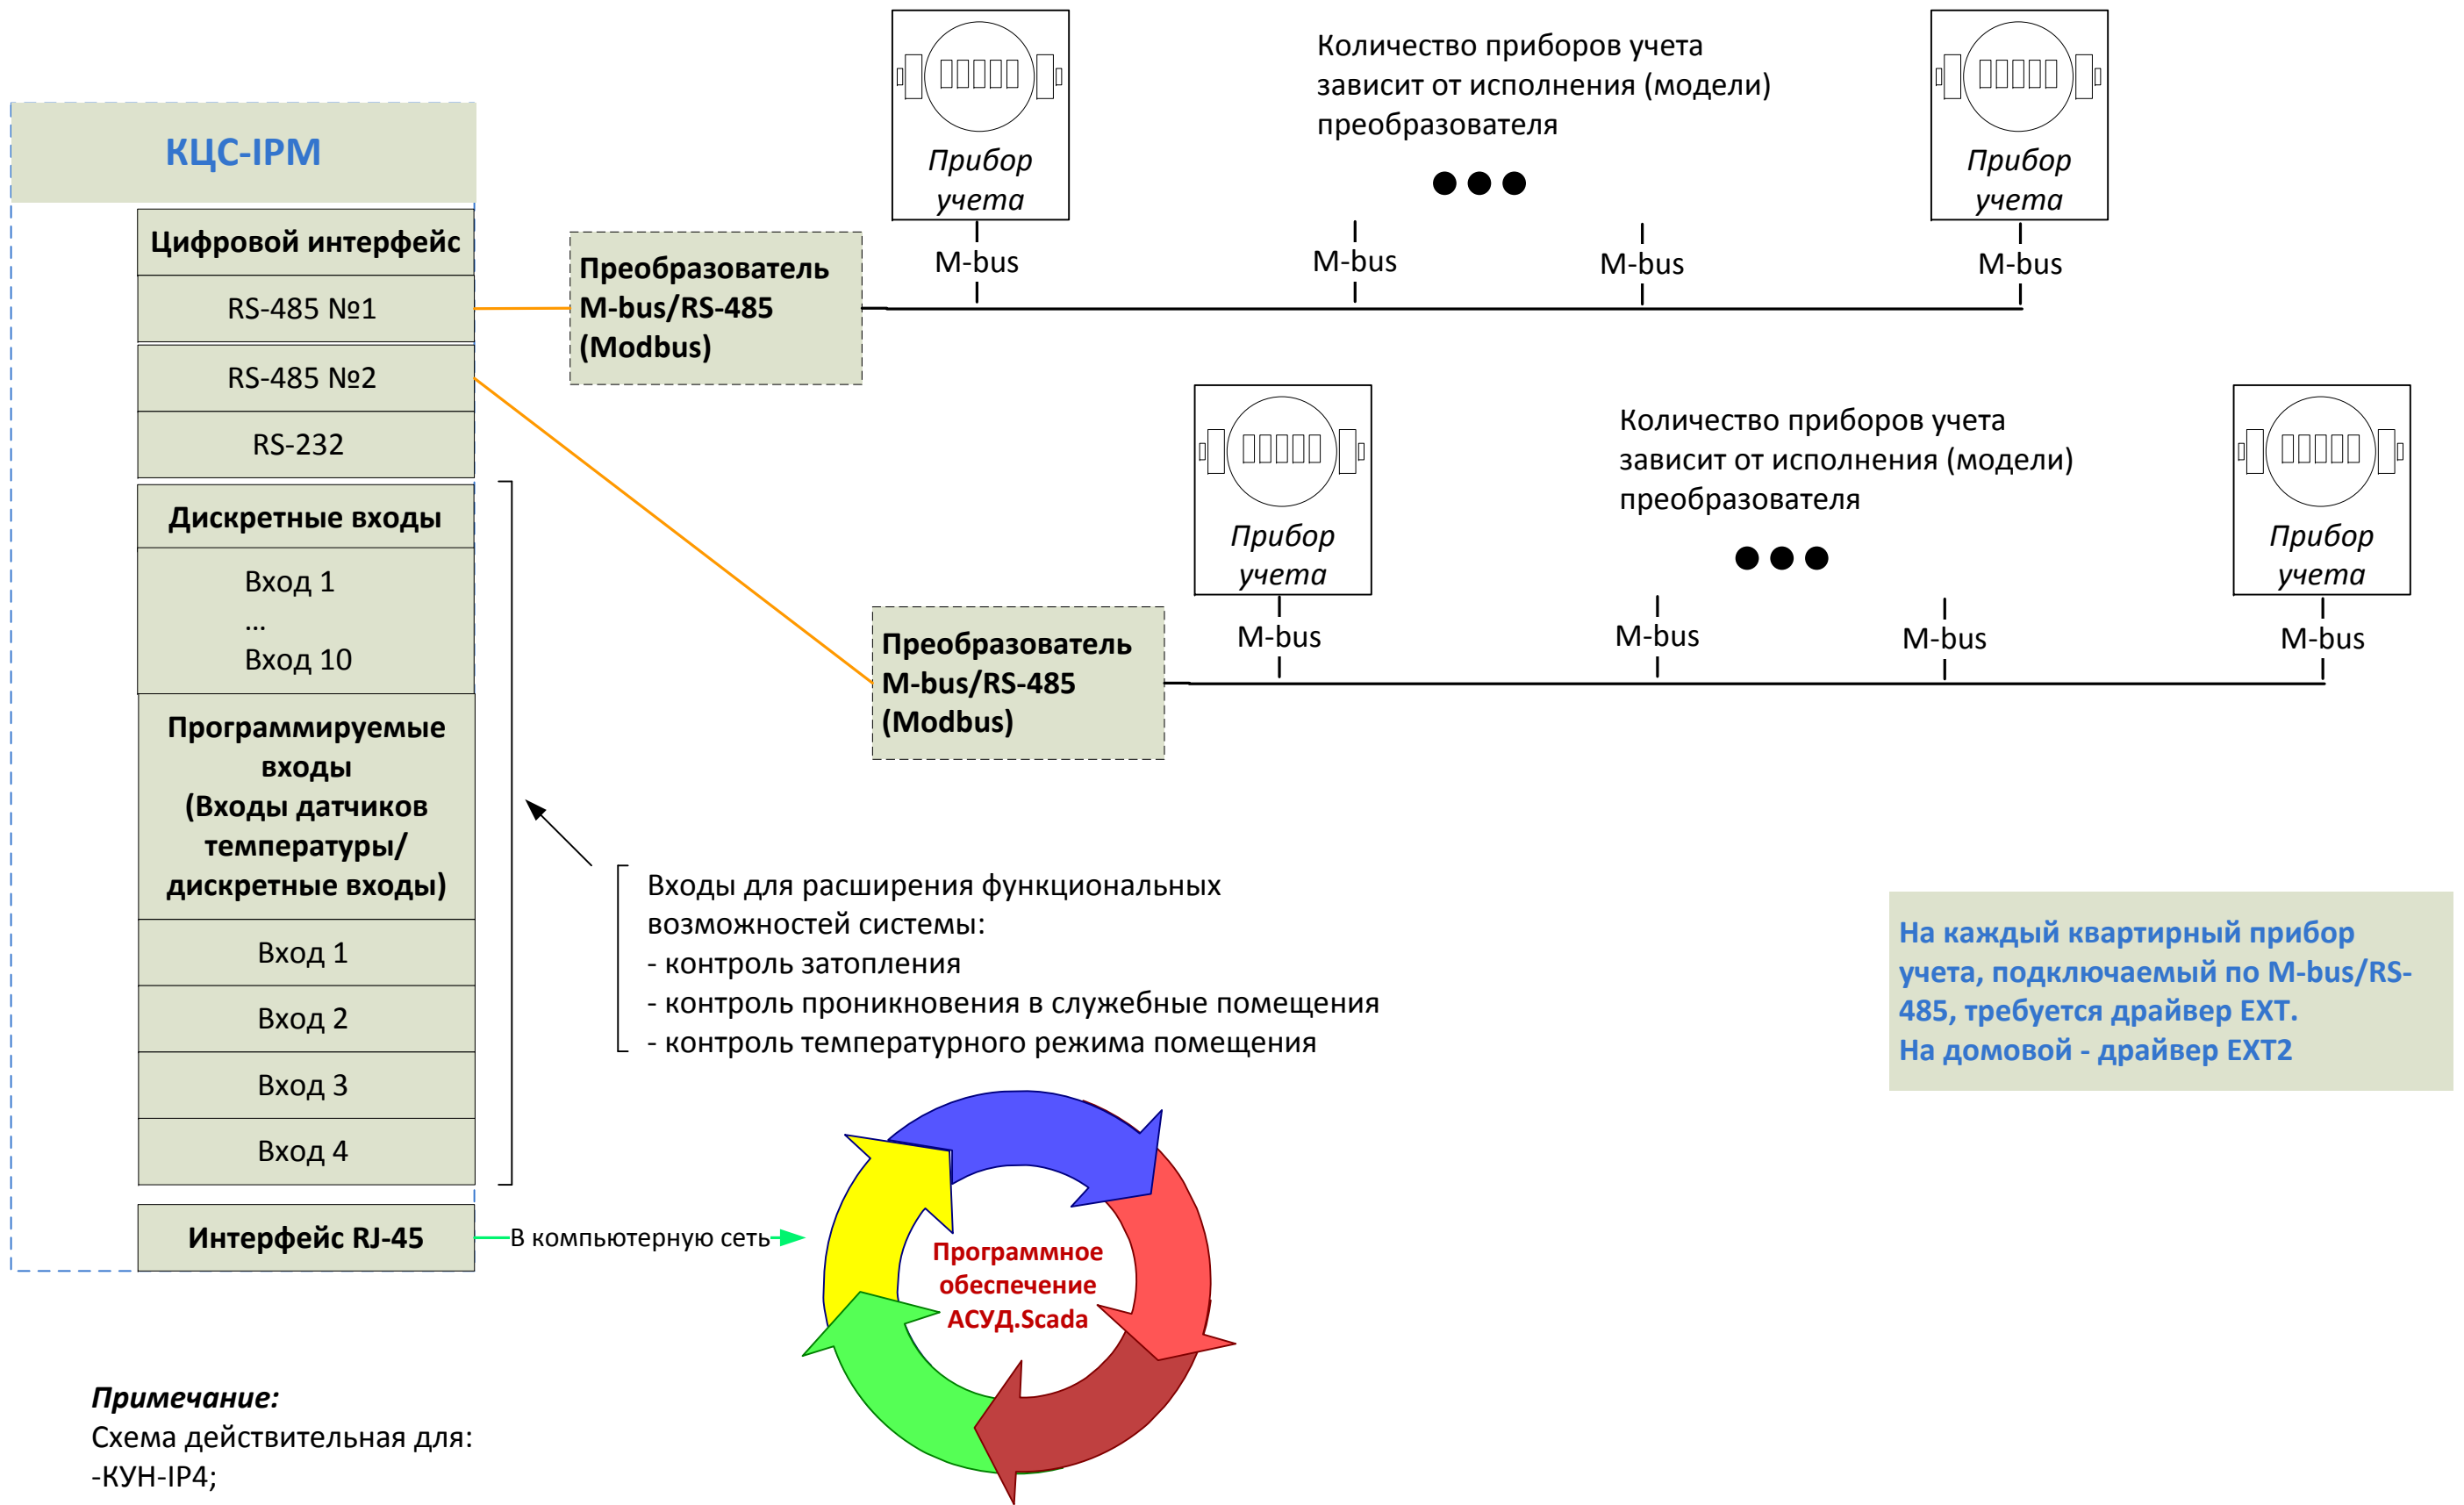 КЦС-IPM
Цифровой интерфейс
RS-485 №1
RS-485 №2
RS-232
Дискретные входы
Вход 1
...
Вход 10
Программируемые
входы
(Входы датчиков
температуры/
дискретные входы)
Вход 1
Вход 2
Вход 3
Вход 4
Интерфейс RJ-45
Преобразователь
M-bus/RS-485
(Modbus)
Прибор
учета
M-bus
Количество приборов учета
зависит от исполнения (модели)
преобразователя
M-bus
M-bus
Прибор
учета
M-bus
Преобразователь
M-bus/RS-485
(Modbus)
Прибор
учета
M-bus
Количество приборов учета
зависит от исполнения (модели)
преобразователя
M-bus
M-bus
Прибор
учета
M-bus
Входы для расширения функциональных
возможностей системы:
- контроль затопления
- контроль проникновения в служебные помещения
- контроль температурного режима помещения
На каждый квартирный прибор
учета, подключаемый по M-bus/RS-
485, требуется драйвер EXT.
На домовой - драйвер EXT2
В компьютерную сеть
Программное
обеспечение
АСУД.Scada
Примечание:
Схема действительная для:
-КУН-IP4;